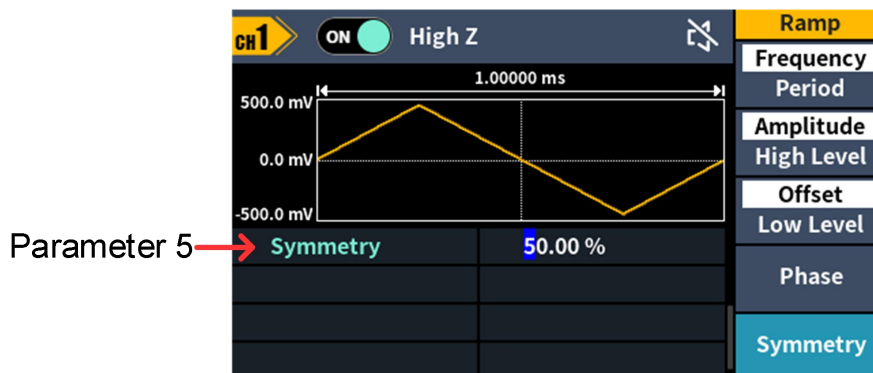 CH1
ON
High Z
Ramp
Frequency
Period
Amplitude
High Level
Offset
Low Level
Phase
Symmetry
1.00000 ms
500.0 mV
0.0 mV
-500.0 mV
Parameter 5
Symmetry 50.00 %